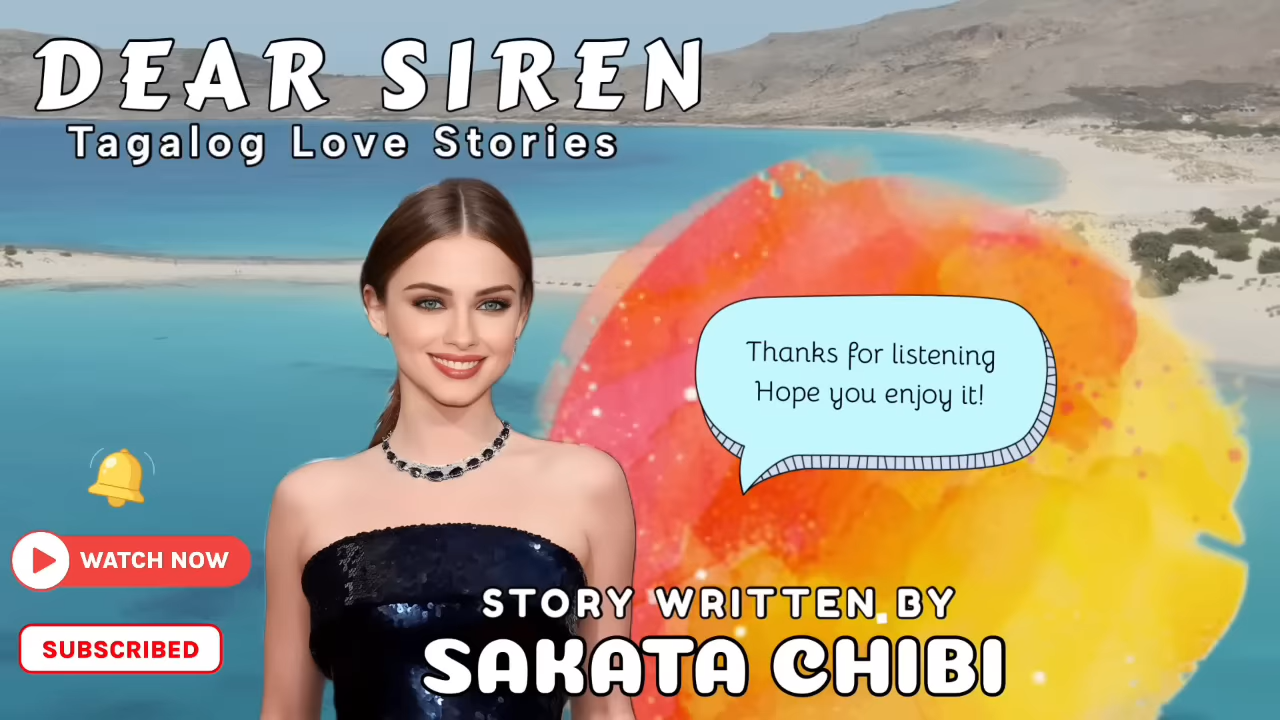 DEAR SIREN
Tagalog Love Stories
Thanks for listening
Hope you enjoy it!
WATCH NOW
SUBSCRIBED
STORY WRITTEN BY
SAKATA CHIBI